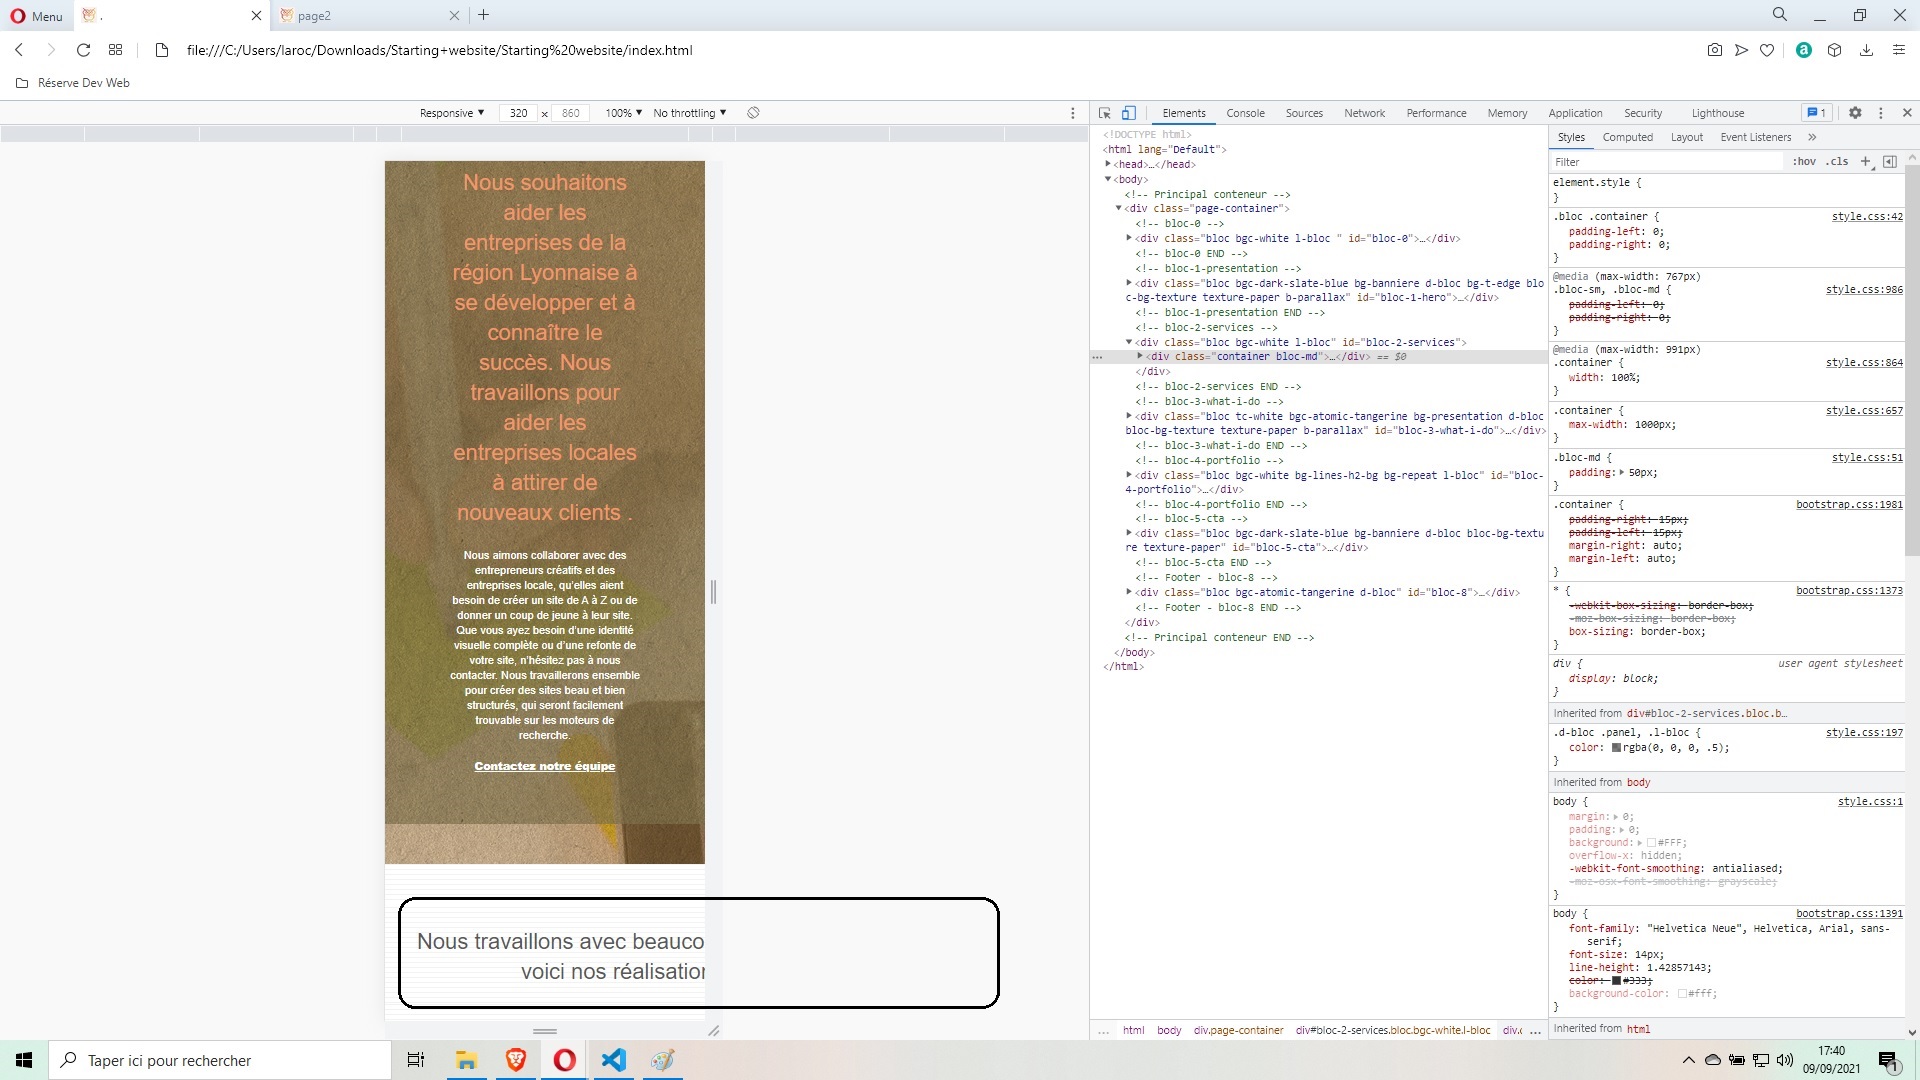 Menu
.
page2
file:///C:/Users/laroc/Downloads/Starting+website/Starting%20website/index.html
Réserve Dev Web
Responsive
320 x 860
100%
No throttling
Nous souhaitons
aider les
entreprises de la
région Lyonnaise à
se développer et à
connaître le
succès. Nous
travaillons pour
aider les
entreprises locales
à attirer de
nouveaux clients .
Nous aimons collaborer avec des
entrepreneurs créatifs et des
entreprises locale, qu'elles aient
besoin de créer un site de A à Z ou de
donner un coup de jeune à leur site.
Que vous ayez besoin d'une identité
visuelle complète ou d'une refonte de
votre site, n'hésitez pas à nous
contacter. Nous travaillerons ensemble
pour créer des sites beau et bien
structurés, qui seront facilement
trouvable sur les moteurs de
recherche.
Contactez notre équipe
Nous travaillons avec beauco
voici nos réalisation
Elements Console Sources Network Performance Memory Application Security Lighthouse 1
<!DOCTYPE html>
<html lang="Default">
<head>…</head>
<body>
<!-- Principal conteneur -->
<div class="page-container">
<!-- bloc-0 -->
<div class="bloc bgc-white l-bloc " id="bloc-0">…</div>
<!-- bloc-0 END -->
<!-- bloc-1-presentation -->
<div class="bloc bgc-dark-slate-blue bg-banniere d-bloc bg-t-edge blo
c-bg-texture texture-paper b-parallax" id="bloc-1-hero">…</div>
<!-- bloc-1-presentation END -->
<!-- bloc-2-services -->
<div class="bloc bgc-white l-bloc" id="bloc-2-services">
… <div class="container bloc-md">…</div> == $0
</div>
<!-- bloc-2-services END -->
<!-- bloc-3-what-i-do -->
<div class="bloc tc-white bgc-atomic-tangerine bg-presentation d-bloc
bloc-bg-texture texture-paper b-parallax" id="bloc-3-what-i-do">…</div>
<!-- bloc-3-what-i-do END -->
<!-- bloc-4-portfolio -->
<div class="bloc bgc-white bg-lines-h2-bg bg-repeat l-bloc" id="bloc-
4-portfolio">…</div>
<!-- bloc-4-portfolio END -->
<!-- bloc-5-cta -->
<div class="bloc bgc-dark-slate-blue bg-banniere d-bloc bloc-bg-textu
re texture-paper" id="bloc-5-cta">…</div>
<!-- bloc-5-cta END -->
<!-- Footer - bloc-8 -->
<div class="bloc bgc-atomic-tangerine d-bloc" id="bloc-8">…</div>
<!-- Footer - bloc-8 END -->
</div>
<!-- Principal conteneur END -->
</body>
</html>
... html body div.page-container div#bloc-2-services.bloc.bgc-white.l-bloc div.c ...
Styles Computed Layout Event Listeners »
Filter :hov .cls +
element.style {
}
.bloc .container { style.css:42
padding-left: 0;
padding-right: 0;
}
@media (max-width: 767px)
.bloc-sm, .bloc-md { style.css:986
padding-left: 0;
padding-right: 0;
}
@media (max-width: 991px)
.container { style.css:864
width: 100%;
}
.container { style.css:657
max-width: 1000px;
}
.bloc-md { style.css:51
padding: 50px;
}
.container { bootstrap.css:1981
padding-right: 15px;
padding-left: 15px;
margin-right: auto;
margin-left: auto;
}
* { bootstrap.css:1373
-webkit-box-sizing: border-box;
-moz-box-sizing: border-box;
box-sizing: border-box;
}
div { user agent stylesheet
display: block;
}
Inherited from div#bloc-2-services.bloc.b…
.d-bloc .panel, .l-bloc { style.css:197
color: rgba(0, 0, 0, .5);
}
Inherited from body
body { style.css:1
margin: 0;
padding: 0;
background: #FFF;
overflow-x: hidden;
-webkit-font-smoothing: antialiased;
-moz-osx-font-smoothing: grayscale;
}
body { bootstrap.css:1391
font-family: "Helvetica Neue", Helvetica, Arial, sans-
serif;
font-size: 14px;
line-height: 1.42857143;
color: #333;
background-color: #fff;
}
Inherited from html
Taper ici pour rechercher
17:40
09/09/2021
1